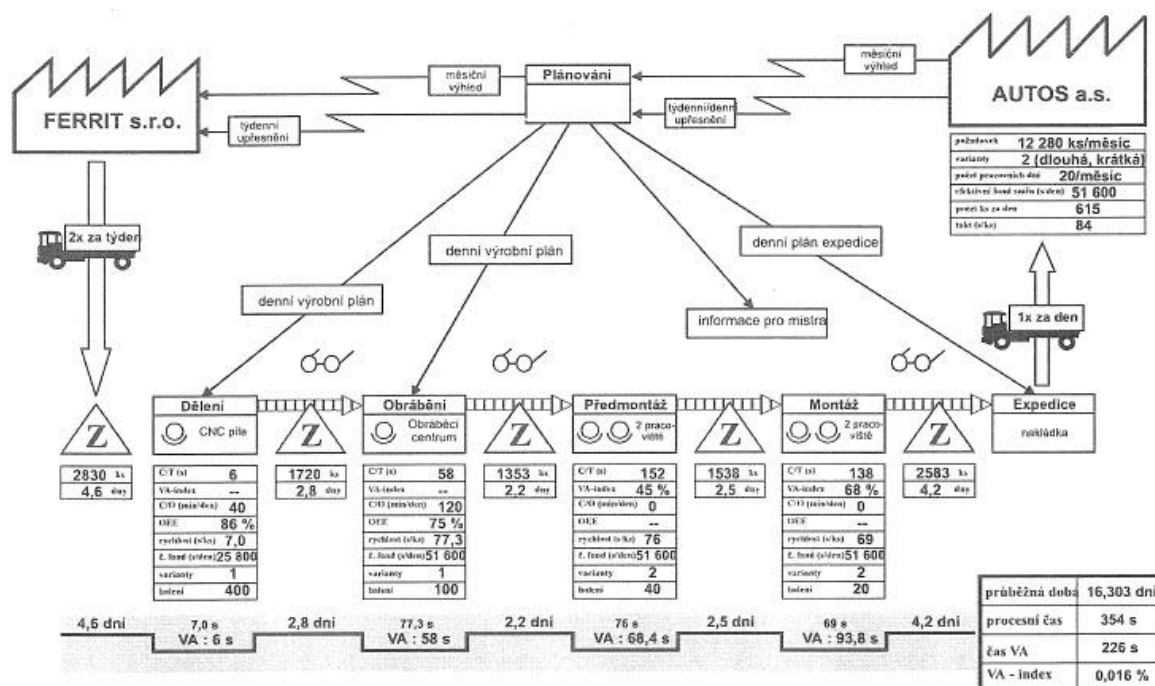 měsíční
výhled
Plánování
měsíční
výhled
FERRIT s.r.o.
týdenní
upřesnění
týdenní/denní
upřesnění
AUTOS a.s.
požadavek 12 280 ks/měsíc
varianty 2 (dlouhá, krátká)
počet pracovních dní 20/měsíc
efektivní fond směn (s/den) 51 600
počet ks za den 615
takt (s/ks) 84
2x za týden
denní výrobní plán
denní výrobní plán
denní plán expedice
informace pro mistra
1x za den
Z
2830 ks
4,6 dny
Dělení
CNC pila
C/T (s) 6
VA-index --
C/O (min/den) 40
OEE 86 %
rychlost (s/ks) 7,0
č. fond (s/den) 25 800
varianty 1
balení 400
Z
1720 ks
2,8 dny
Obrábění
Obráběcí
centrum
C/T (s) 58
VA-index --
C/O (min/den) 120
OEE 75 %
rychlost (s/ks) 77,3
č. fond (s/den) 51 600
varianty 1
balení 100
Z
1353 ks
2,2 dny
Předmontáž
2 praco-
viště
C/T (s) 152
VA-index 45 %
C/O (min/den) 0
OEE --
rychlost (s/ks) 76
č. fond (s/den) 51 600
varianty 2
balení 40
Z
1538 ks
2,5 dny
Montáž
2 praco-
viště
C/T (s) 138
VA-index 68 %
C/O (min/den) 0
OEE --
rychlost (s/ks) 69
č. fond (s/den) 51 600
varianty 2
balení 20
Z
2583 ks
4,2 dny
Expedice
nakládka
4,6 dní
7,0 s
VA : 6 s
2,8 dní
77,3 s
VA : 58 s
2,2 dní
76 s
VA : 68,4 s
2,5 dní
69 s
VA : 93,8 s
4,2 dní
průběžná doba 16,303 dní
procesní čas 354 s
čas VA 226 s
VA - index 0,016 %